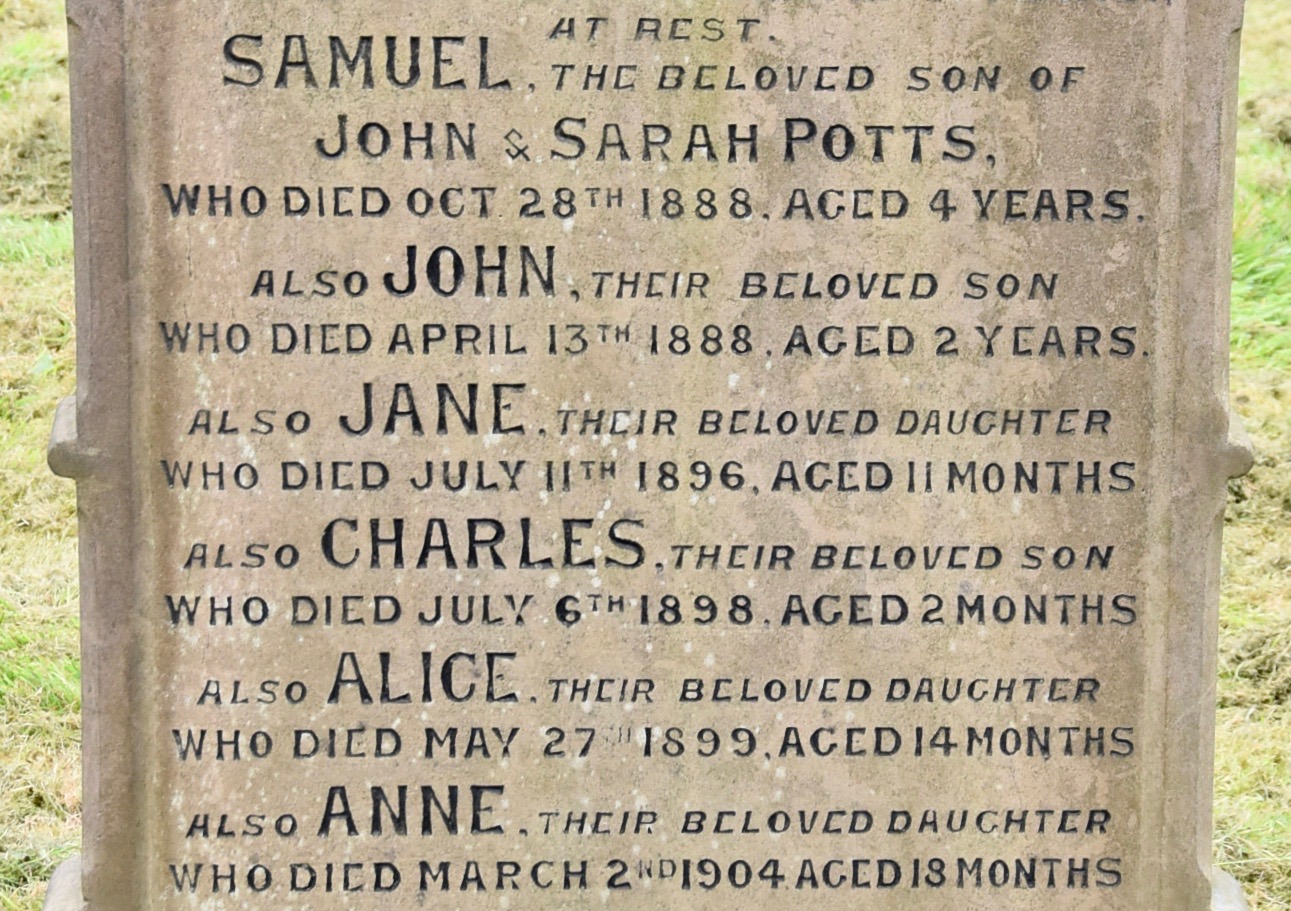 AT REST.
SAMUEL, THE BELOVED SON OF
JOHN & SARAH POTTS,
WHO DIED OCT. 28TH 1888. AGED 4 YEARS.
ALSO JOHN, THEIR BELOVED SON
WHO DIED APRIL 13TH 1888. AGED 2 YEARS.
ALSO JANE, THEIR BELOVED DAUGHTER
WHO DIED JULY 11TH 1896, AGED 11 MONTHS
ALSO CHARLES, THEIR BELOVED SON
WHO DIED JULY 6TH 1898. AGED 2 MONTHS
ALSO ALICE, THEIR BELOVED DAUGHTER
WHO DIED MAY 27TH 1899, AGED 14 MONTHS
ALSO ANNE, THEIR BELOVED DAUGHTER
WHO DIED MARCH 2ND 1904 AGED 18 MONTHS